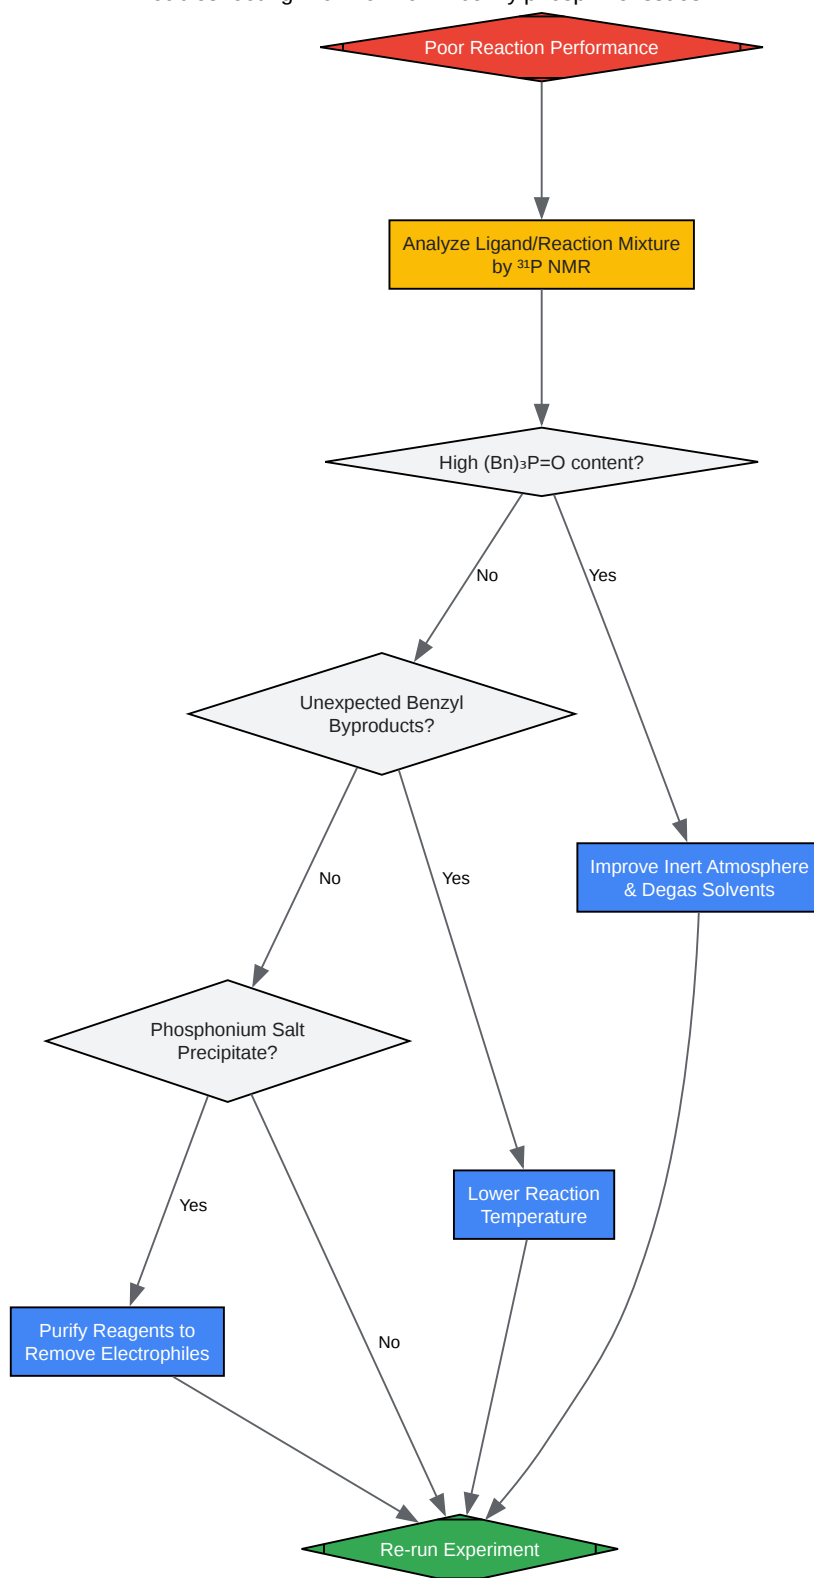 Poor Reaction Performance
Analyze Ligand/Reaction Mixture
by ³¹P NMR
High (Bn)₃P=O content?
No
Yes
Unexpected Benzyl
Byproducts?
Improve Inert Atmosphere
& Degas Solvents
No
Yes
Phosphonium Salt
Precipitate?
Lower Reaction
Temperature
Yes
No
Purify Reagents to
Remove Electrophiles
Re-run Experiment